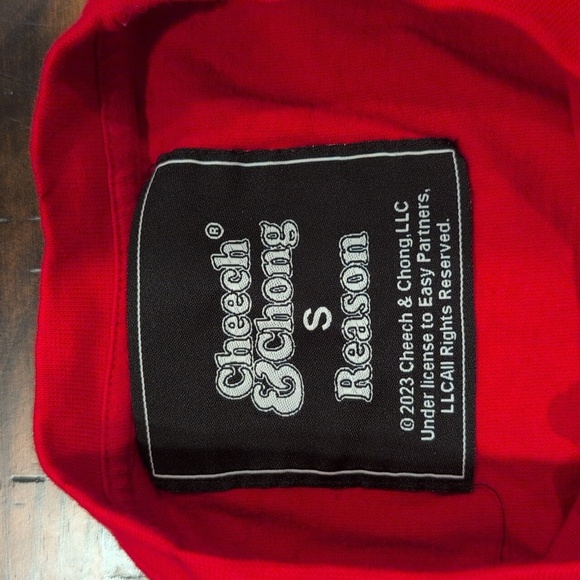 Cheech ®
& Chong
S
Reason
© 2023 Cheech & Chong,LLC
Under license to Easy Partners,
LLCAll Rights Reserved.